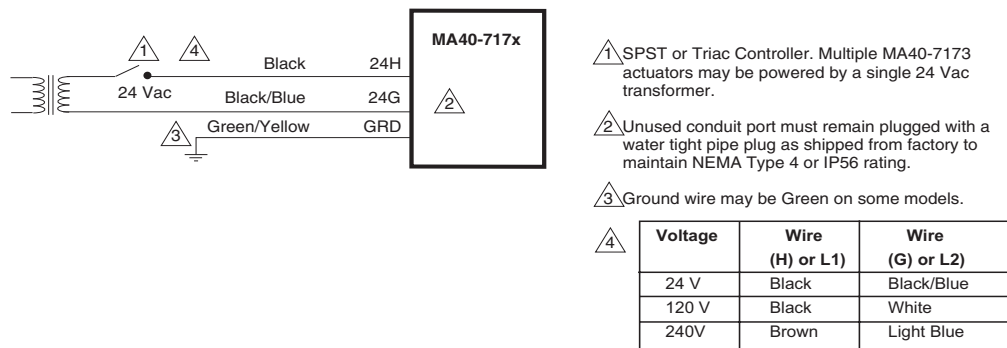 MA40-717x
1
4
Black
24H
24 Vac
Black/Blue
24G
2
Green/Yellow
GRD
3
1 SPST or Triac Controller. Multiple MA40-7173
actuators may be powered by a single 24 Vac
transformer.
2 Unused conduit port must remain plugged with a
water tight pipe plug as shipped from factory to
maintain NEMA Type 4 or IP56 rating.
3 Ground wire may be Green on some models.
4
Voltage Wire Wire
(H) or L1) (G) or L2)
24 V Black Black/Blue
120 V Black White
240V Brown Light Blue